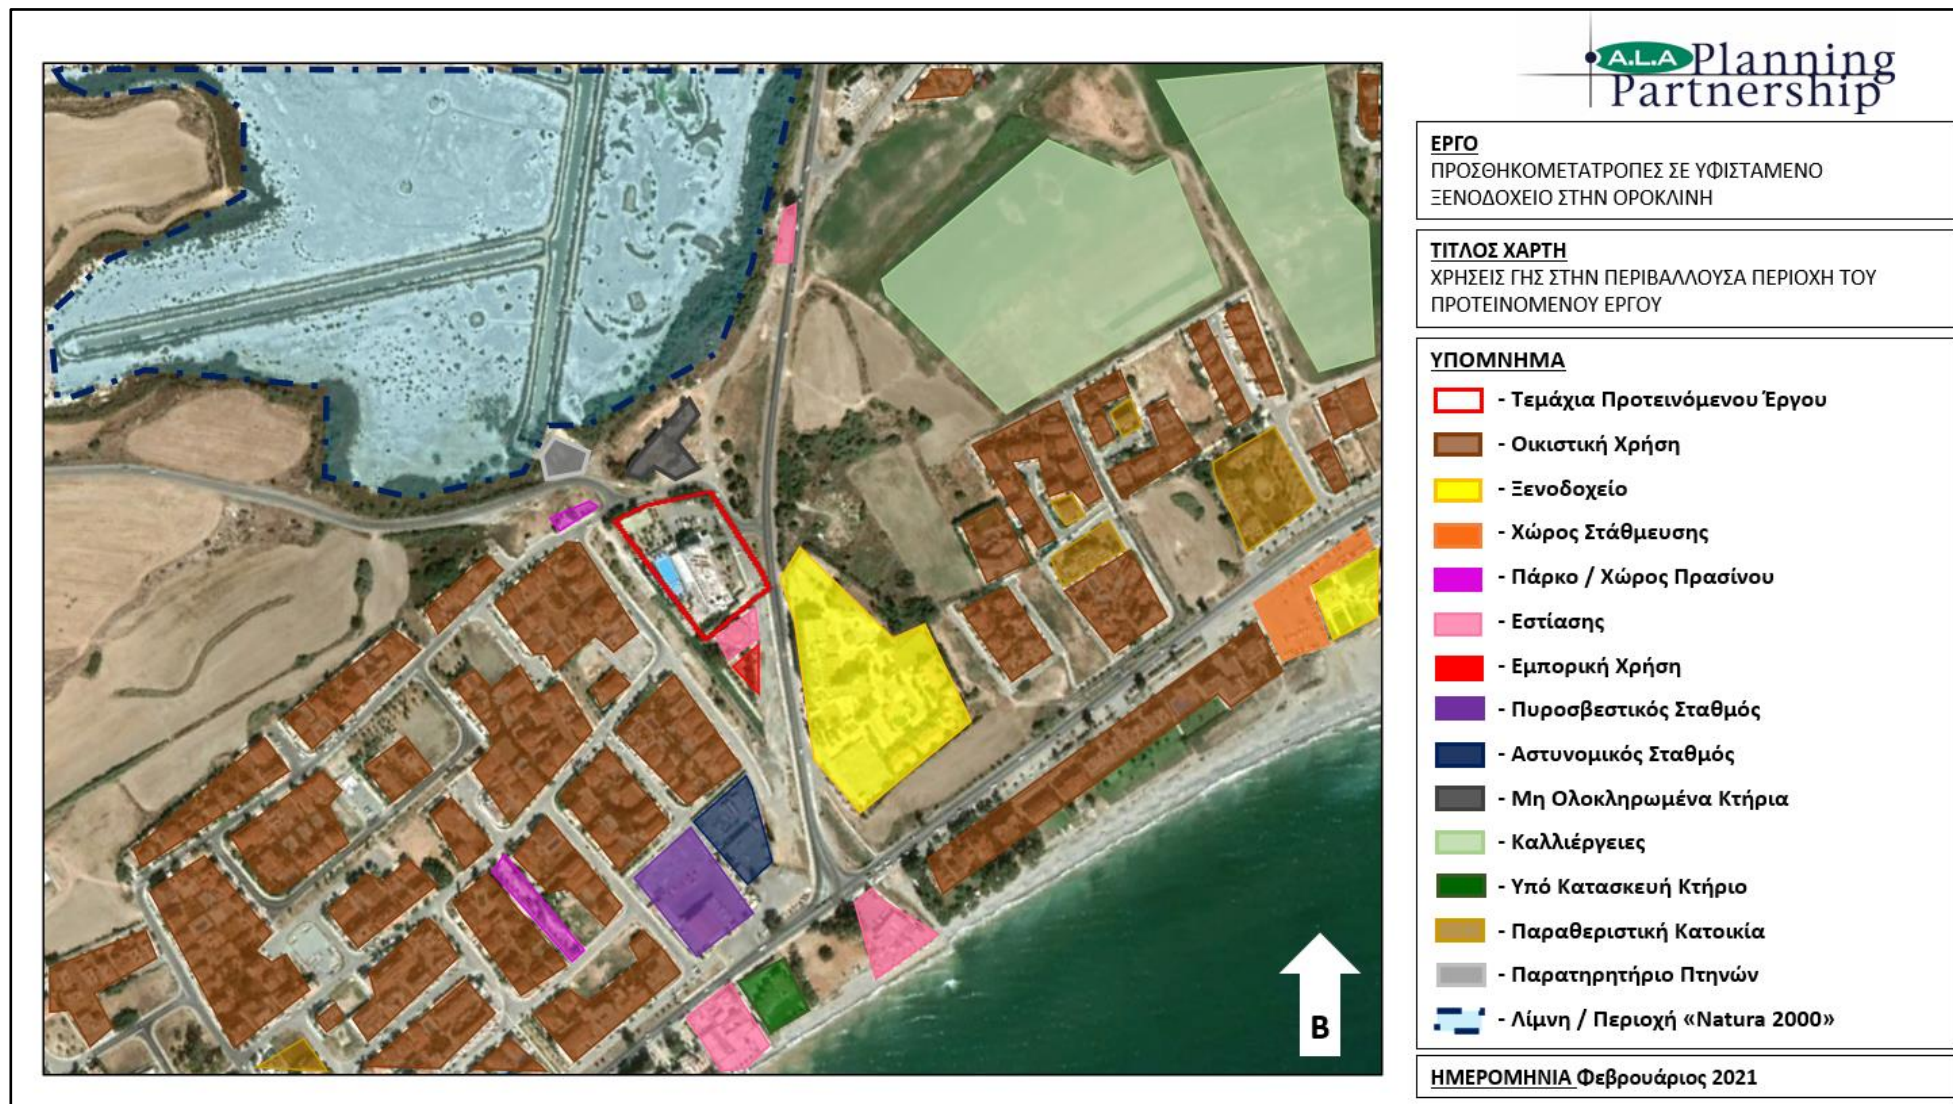 A.L.A Planning
Partnership
ΕΡΓΟ
ΠΡΟΣΘΗΚΟΜΕΤΑΤΡΟΠΕΣ ΣΕ ΥΦΙΣΤΑΜΕΝΟ
ΞΕΝΟΔΟΧΕΙΟ ΣΤΗΝ ΟΡΟΚΛΙΝΗ
ΤΙΤΛΟΣ ΧΑΡΤΗ
ΧΡΗΣΕΙΣ ΓΗΣ ΣΤΗΝ ΠΕΡΙΒΑΛΛΟΥΣΑ ΠΕΡΙΟΧΗ ΤΟΥ
ΠΡΟΤΕΙΝΟΜΕΝΟΥ ΕΡΓΟΥ
ΥΠΟΜΝΗΜΑ
- Τεμάχια Προτεινόμενου Έργου
- Οικιστική Χρήση
- Ξενοδοχείο
- Χώρος Στάθμευσης
- Πάρκο / Χώρος Πρασίνου
- Εστίασης
- Εμπορική Χρήση
- Πυροσβεστικός Σταθμός
- Αστυνομικός Σταθμός
- Μη Ολοκληρωμένα Κτήρια
- Καλλιέργειες
- Υπό Κατασκευή Κτήριο
- Παραθεριστική Κατοικία
- Παρατηρητήριο Πτηνών
- Λίμνη / Περιοχή «Natura 2000»
Β
ΗΜΕΡΟΜΗΝΙΑ Φεβρουάριος 2021